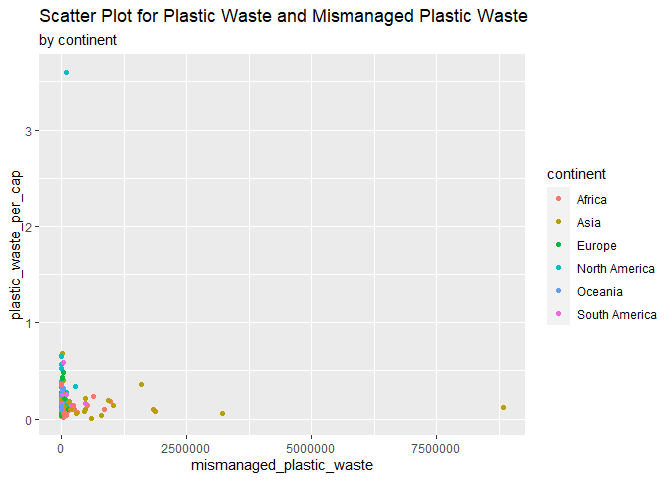 Scatter Plot for Plastic Waste and Mismanaged Plastic Waste
by continent
plastic_waste_per_cap
3
2
1
0
0
2500000
5000000
7500000
mismanaged_plastic_waste
continent
Africa
Asia
Europe
North America
Oceania
South America